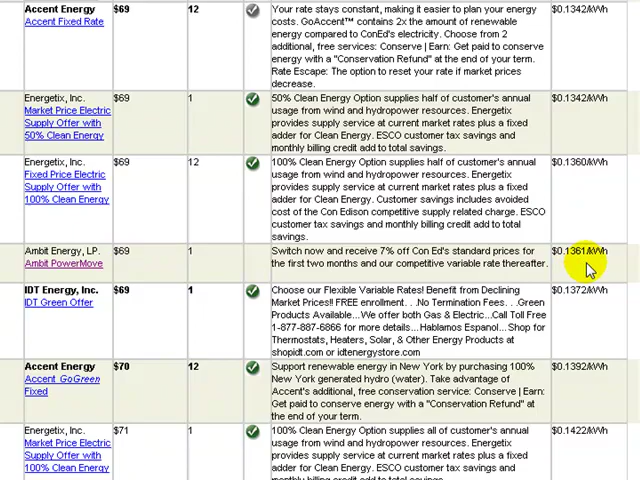 Accent Energy $69 12 Your rate stays constant, making it easier to plan your energy $0.1342/kWh
Accent Fixed Rate costs. GoAccent™ contains 2x the amount of renewable
energy compared to ConEd's electricity. Choose from 2
additional, free services: Conserve | Earn: Get paid to conserve
energy with a "Conservation Refund" at the end of your term.
Rate Escape: The option to reset your rate if market prices
decrease.
Energetix, Inc. $69 1 50% Clean Energy Option supplies half of customer's annual $0.1342/kWh
Market Price Electric usage from wind and hydropower resources. Energetix
Supply Offer with provides supply service at current market rates plus a fixed
50% Clean Energy adder for Clean Energy. ESCO customer tax savings and
monthly billing credit add to total savings.
Energetix, Inc. $69 12 100% Clean Energy Option supplies half of customer's annual $0.1360/kWh
Fixed Price Electric usage from wind and hydropower resources. Energetix
Supply Offer with provides supply service at current market rates plus a fixed
100% Clean Energy adder for Clean Energy. Customer savings includes avoided
cost of the Con Edison competitive supply related charge. ESCO
customer tax savings and monthly billing credit add to total
savings.
Ambit Energy, LP. $69 1 Switch now and receive 7% off Con Ed's standard prices for $0.1361/kWh
Ambit PowerMove the first two months and our competitive variable rate thereafter.
IDT Energy, Inc. $69 1 Choose our Flexible Variable Rates! Benefit from Declining $0.1372/kWh
IDT Green Offer Market Prices!! FREE enrollment. . .No Termination Fees. . .Green
Products Available...We offer both Gas & Electric...Call Toll Free
1-877-887-6866 for more details...Hablamos Espanol...Shop for
Thermostats, Heaters, Solar, & Other Energy Products at
shopidt.com or idtenergystore.com
Accent Energy $70 12 Support renewable energy in New York by purchasing 100% $0.1392/kWh
Accent GoGreen New York generated hydro (water). Take advantage of
Fixed Accent's additional, free conservation service: Conserve | Earn:
Get paid to conserve energy with a "Conservation Refund" at
the end of your term.
Energetix, Inc. $71 1 100% Clean Energy Option supplies all of customer's annual $0.1422/kWh
Market Price Electric usage from wind and hydropower resources. Energetix
Supply Offer with provides supply service at current market rates plus a fixed
100% Clean Energy adder for Clean Energy. ESCO customer tax savings and